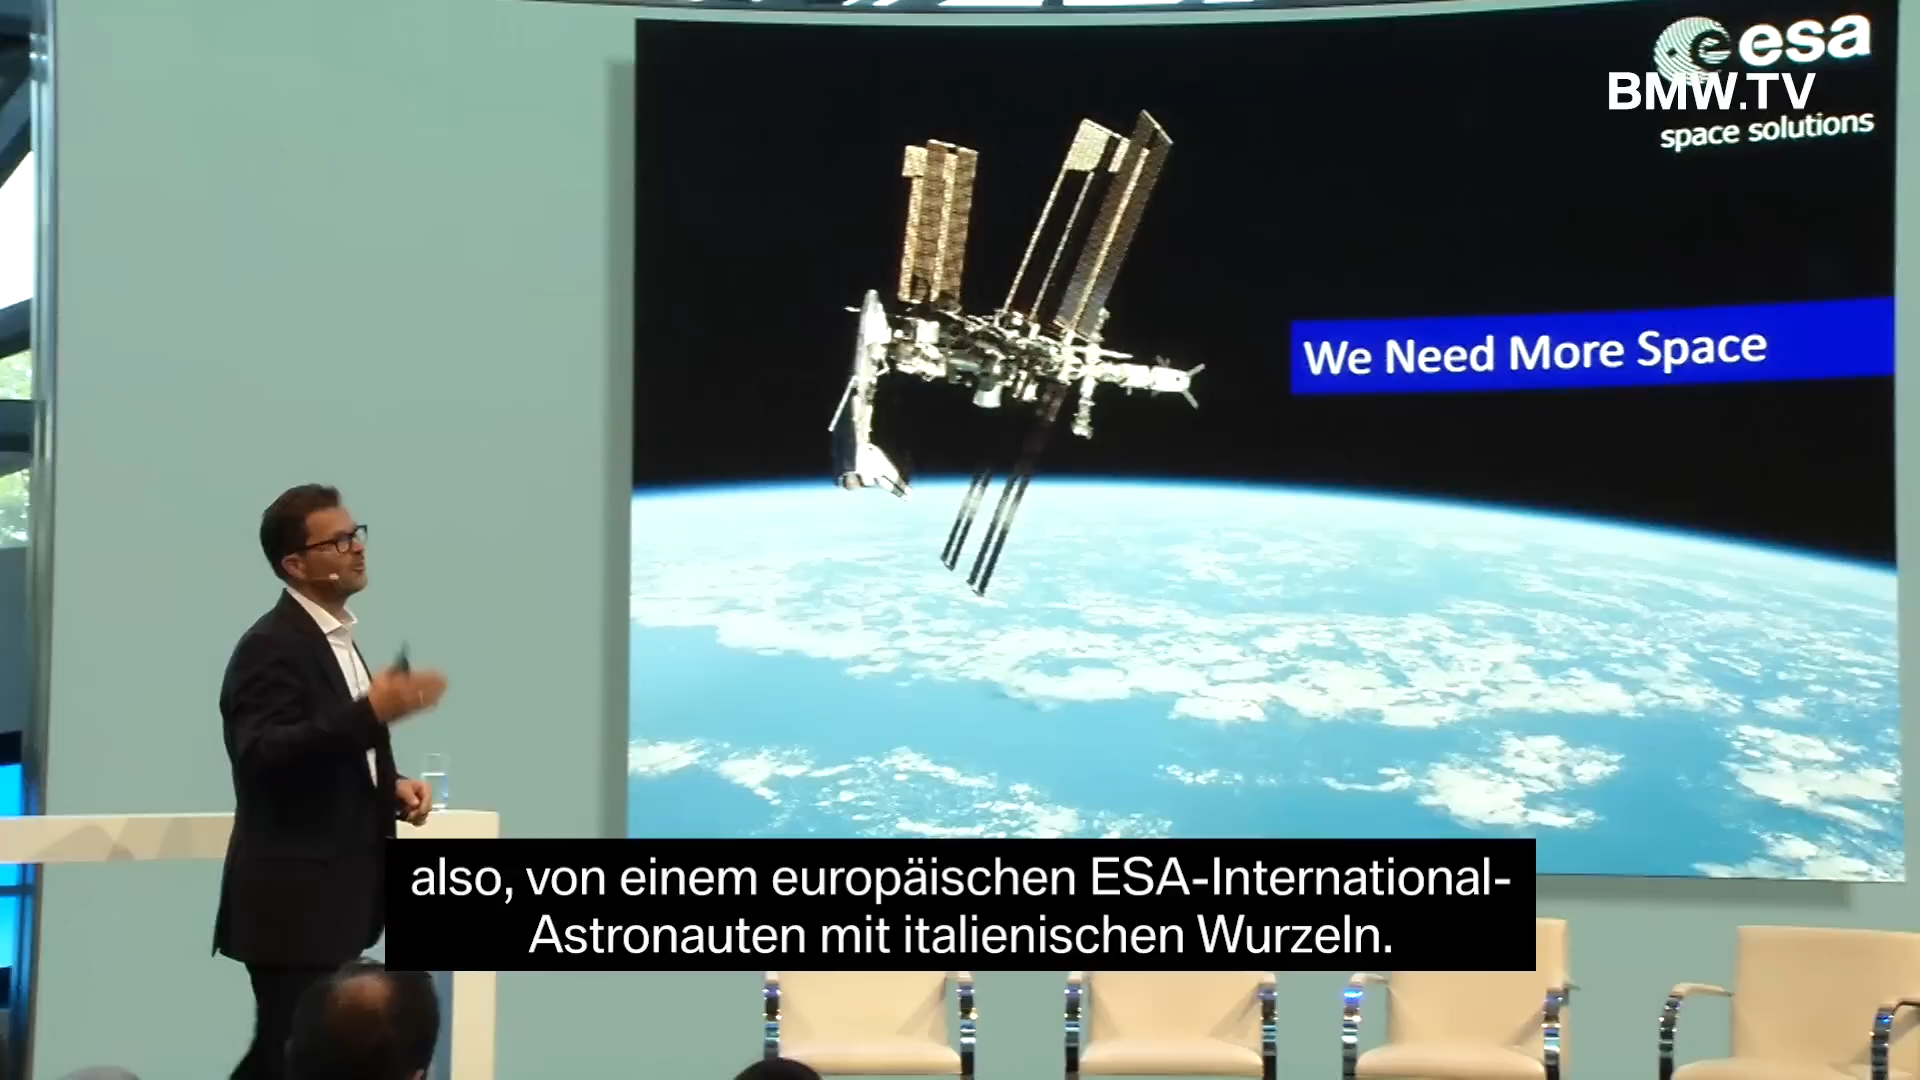 esa
BMW.TV
space solutions
We Need More Space
also, von einem europäischen ESA-International-
Astronauten mit italienischen Wurzeln.